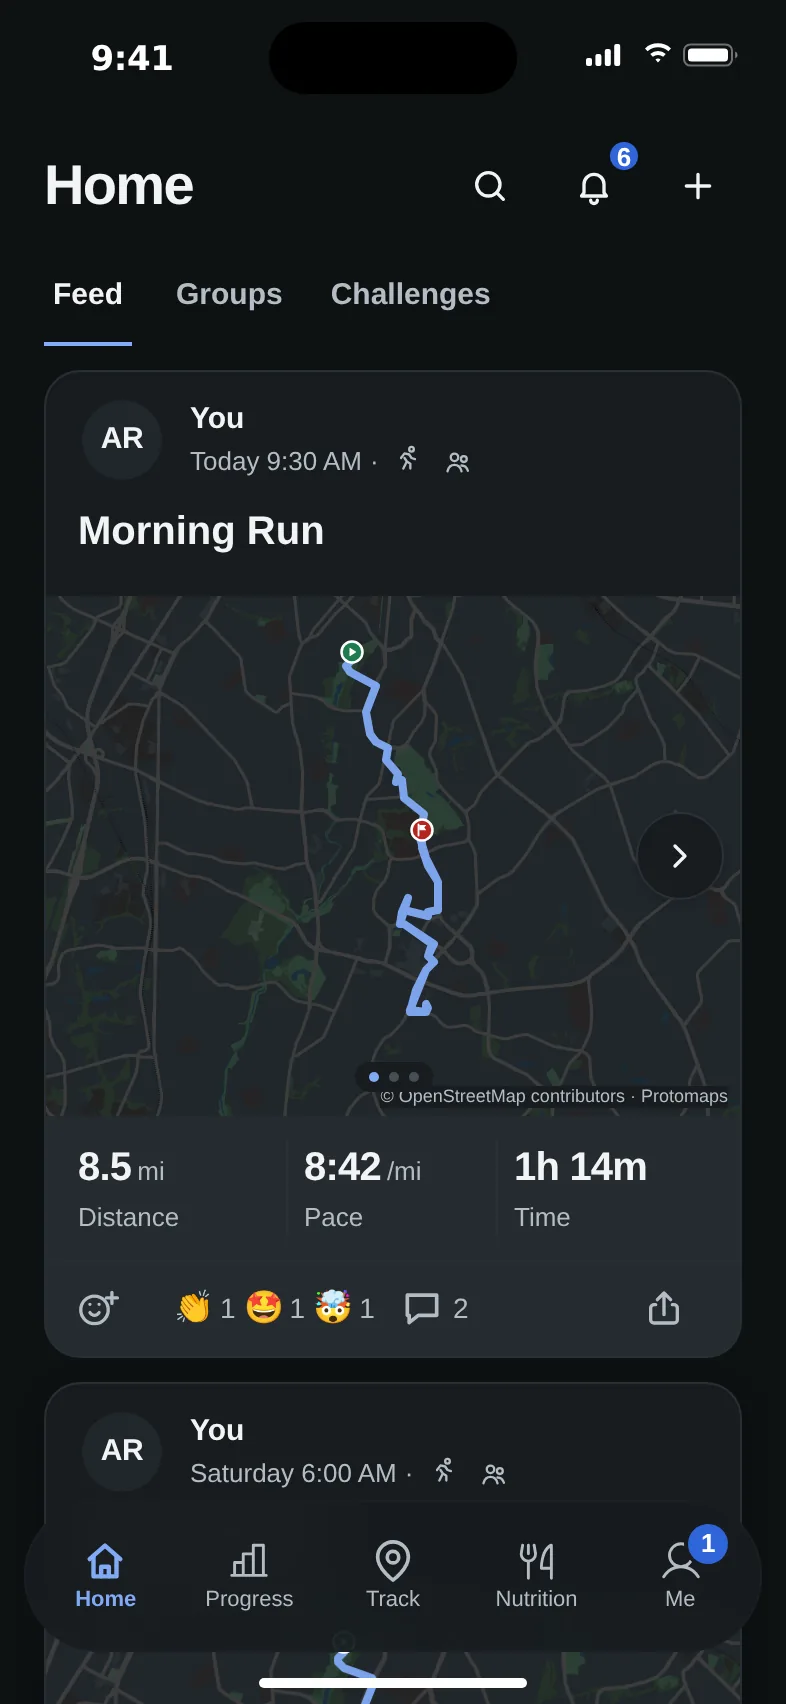 9:41
Home
6
Feed Groups Challenges
AR
You
Today 9:30 AM ·
Morning Run
© OpenStreetMap contributors · Protomaps
8.5 mi 8:42 /mi 1h 14m
Distance Pace Time
👏 1 🤩 1 🤯 1 2
AR
You
Saturday 6:00 AM ·
1
Home Progress Track Nutrition Me